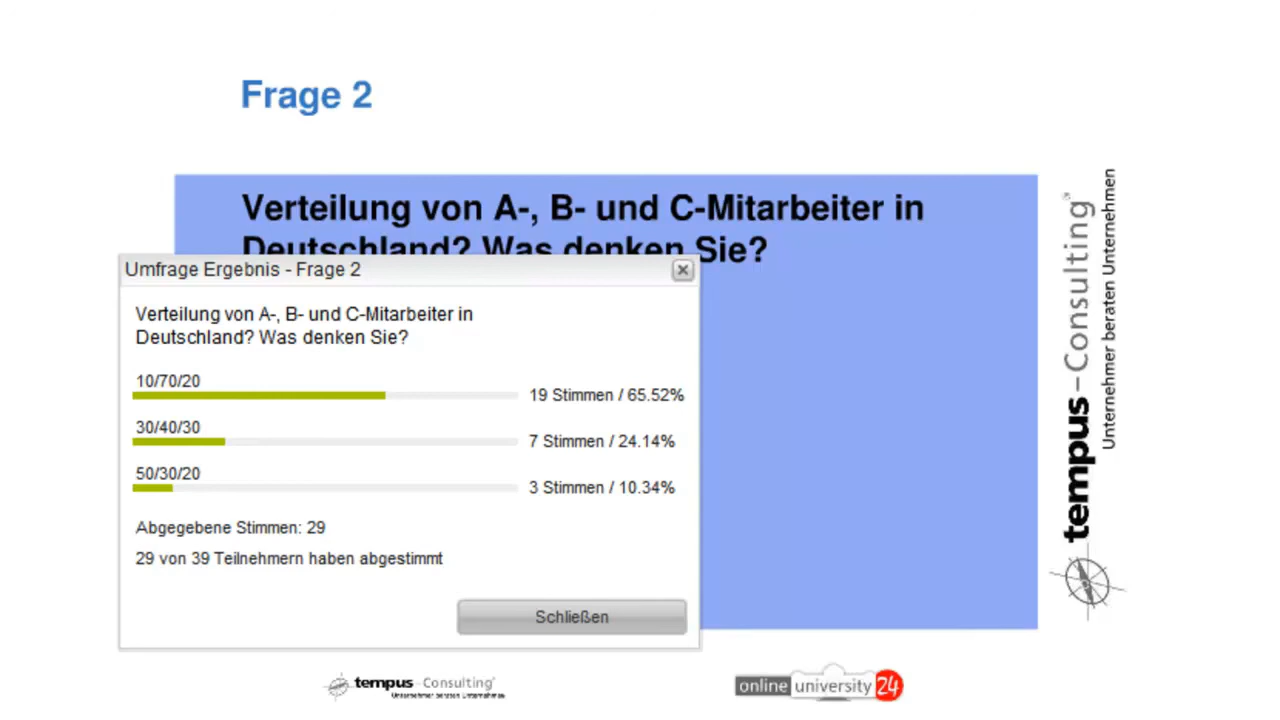 Frage 2
Verteilung von A-, B- und C-Mitarbeiter in
Deutschland? Was denken Sie?
Umfrage Ergebnis - Frage 2
Verteilung von A-, B- und C-Mitarbeiter in
Deutschland? Was denken Sie?
10/70/20
19 Stimmen / 65.52%
30/40/30
7 Stimmen / 24.14%
50/30/20
3 Stimmen / 10.34%
Abgegebene Stimmen: 29
29 von 39 Teilnehmern haben abgestimmt
Schließen
tempus-Consulting®
Unternehmer beraten Unternehmen
tempus-Consulting®
Unternehmer beraten Unternehmen
online university 24